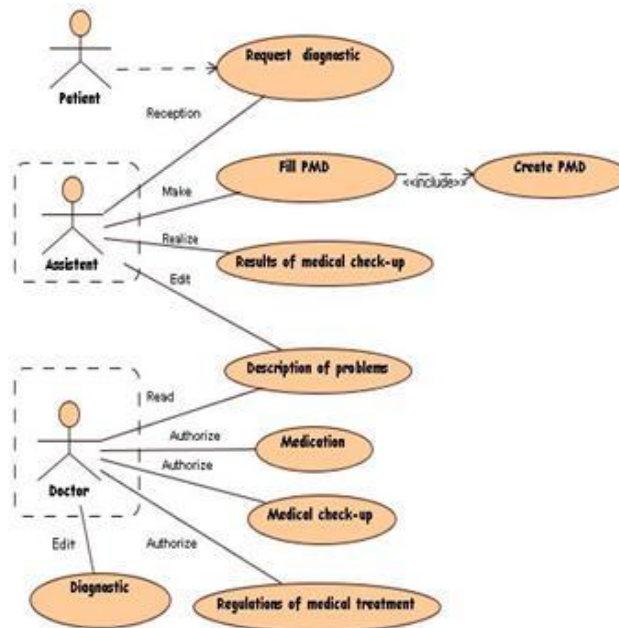 Request diagnostic
Patient
Reception
Fill PMD
Create PMD
<<include>>
Make
Realize
Assistent
Results of medical check-up
Edit
Description of problems
Read
Authorize
Medication
Authorize
Doctor
Medical check-up
Edit
Authorize
Diagnostic
Regulations of medical treatment